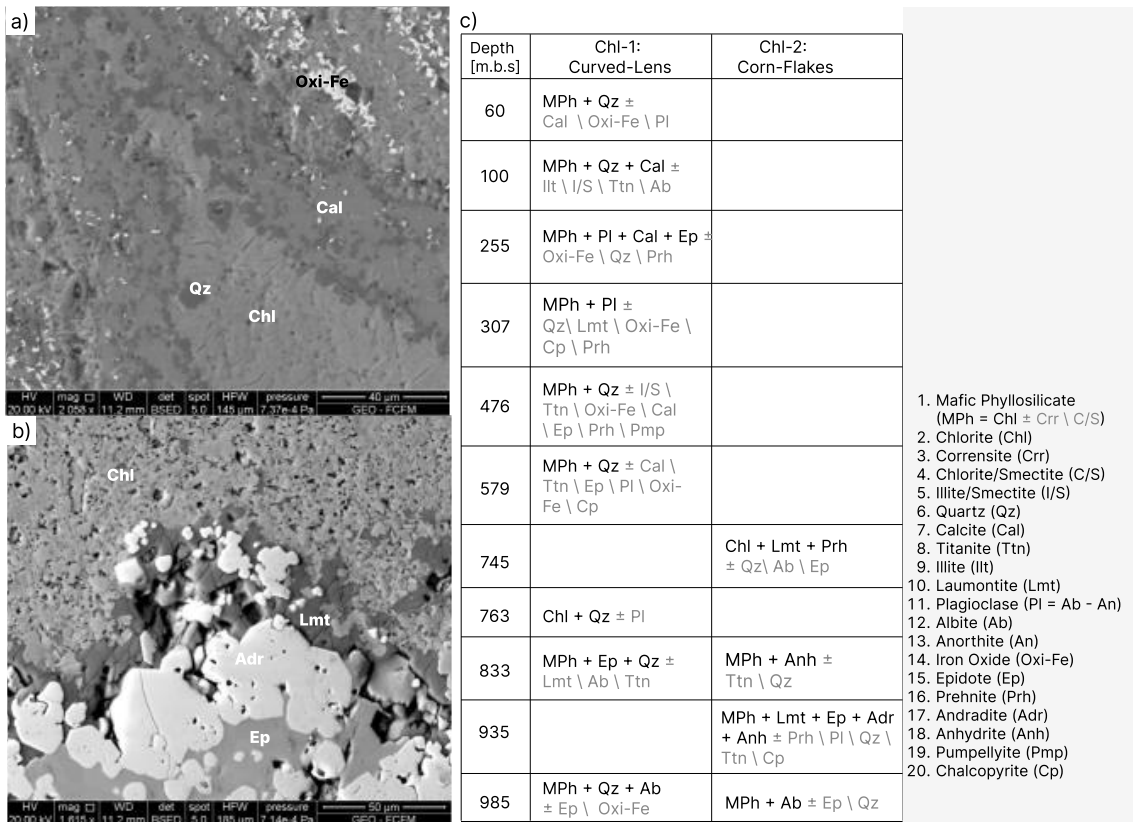 a)
Oxi-Fe
Cal
Qz
Chl
HV mag □ WD det spot HFW pressure 40 µm
20.00 kV 2 058 x 11.2 mm BSED 5.0 145 µm 7.37e-4 Pa GEO - FCFM
b)
Chl
Lmt
Adr
Ep
HV mag □ WD det spot HFW pressure 50 µm
20.00 kV 1 615 x 11.2 mm BSED 5.0 185 µm 7.14e-4 Pa GEO - FCFM
c)
Depth
[m.b.s]
Chl-1:
Curved-Lens
Chl-2:
Corn-Flakes
60
MPh + Qz ±
Cal \ Oxi-Fe \ Pl
100
MPh + Qz + Cal ±
Ilt \ I/S \ Ttn \ Ab
255
MPh + Pl + Cal + Ep ±
Oxi-Fe \ Qz \ Prh
307
MPh + Pl ±
Qz\ Lmt \ Oxi-Fe \
Cp \ Prh
476
MPh + Qz ± I/S \
Ttn \ Oxi-Fe \ Cal
\ Ep \ Prh \ Pmp
579
MPh + Qz ± Cal \
Ttn \ Ep \ Pl \ Oxi-
Fe \ Cp
745
Chl + Lmt + Prh
± Qz\ Ab \ Ep
763
Chl + Qz ± Pl
833
MPh + Ep + Qz ±
Lmt \ Ab \ Ttn
MPh + Anh ±
Ttn \ Qz
935
MPh + Lmt + Ep + Adr
+ Anh ± Prh \ Pl \ Qz \
Ttn \ Cp
985
MPh + Qz + Ab
± Ep \ Oxi-Fe
MPh + Ab ± Ep \ Qz
1. Mafic Phyllosilicate
(MPh = Chl ± Crr \ C/S)
2. Chlorite (Chl)
3. Corrensite (Crr)
4. Chlorite/Smectite (C/S)
5. Illite/Smectite (I/S)
6. Quartz (Qz)
7. Calcite (Cal)
8. Titanite (Ttn)
9. Illite (Ilt)
10. Laumontite (Lmt)
11. Plagioclase (Pl = Ab - An)
12. Albite (Ab)
13. Anorthite (An)
14. Iron Oxide (Oxi-Fe)
15. Epidote (Ep)
16. Prehnite (Prh)
17. Andradite (Adr)
18. Anhydrite (Anh)
19. Pumpellyite (Pmp)
20. Chalcopyrite (Cp)